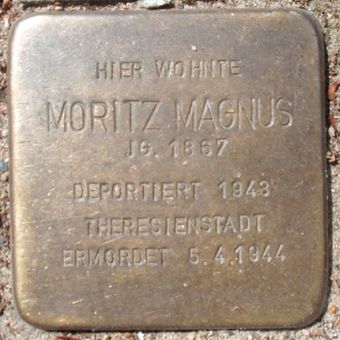 HIER WOHNTE
MORITZ MAGNUS
JG. 1867
DEPORTIERT 1943
THERESIENSTADT
ERMORDET 5.4.1944